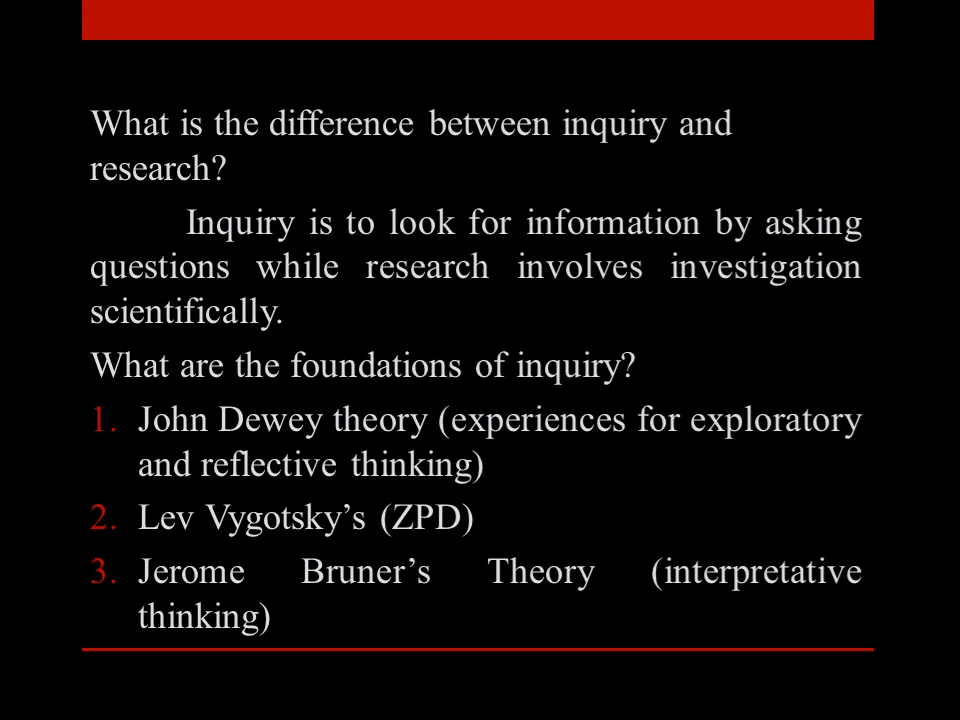 What is the difference between inquiry and
research?
Inquiry is to look for information by asking
questions while research involves investigation
scientifically.
What are the foundations of inquiry?
1. John Dewey theory (experiences for exploratory
and reflective thinking)
2. Lev Vygotsky’s (ZPD)
3. Jerome Bruner’s Theory (interpretative
thinking)